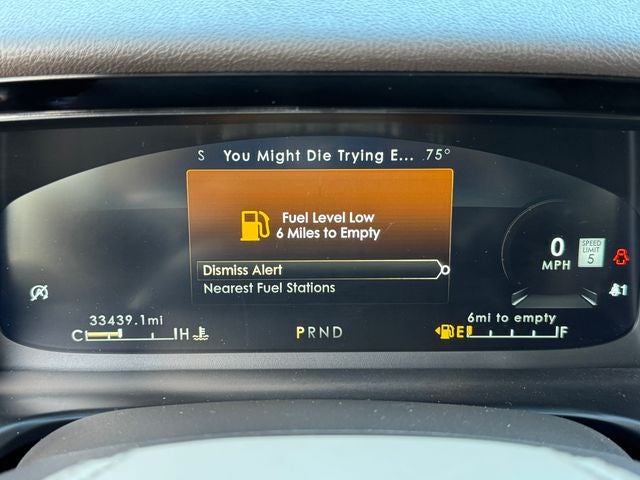 S You Might Die Trying E... 75°
Fuel Level Low
6 Miles to Empty
Dismiss Alert
Nearest Fuel Stations
0
MPH
SPEED
LIMIT
5
1
33439.1mi
C H
PRND
6mi to empty
E F